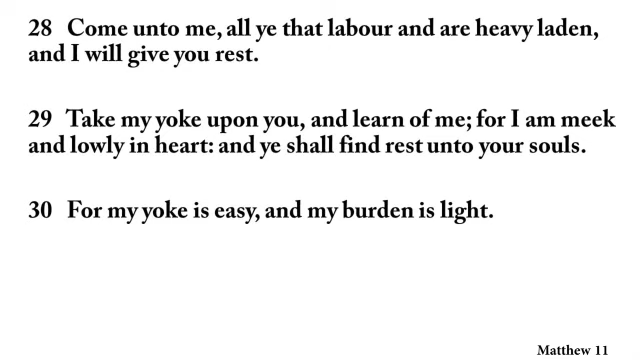 28 Come unto me, all ye that labour and are heavy laden,
and I will give you rest.
29 Take my yoke upon you, and learn of me; for I am meek
and lowly in heart: and ye shall find rest unto your souls.
30 For my yoke is easy, and my burden is light.
Matthew 11